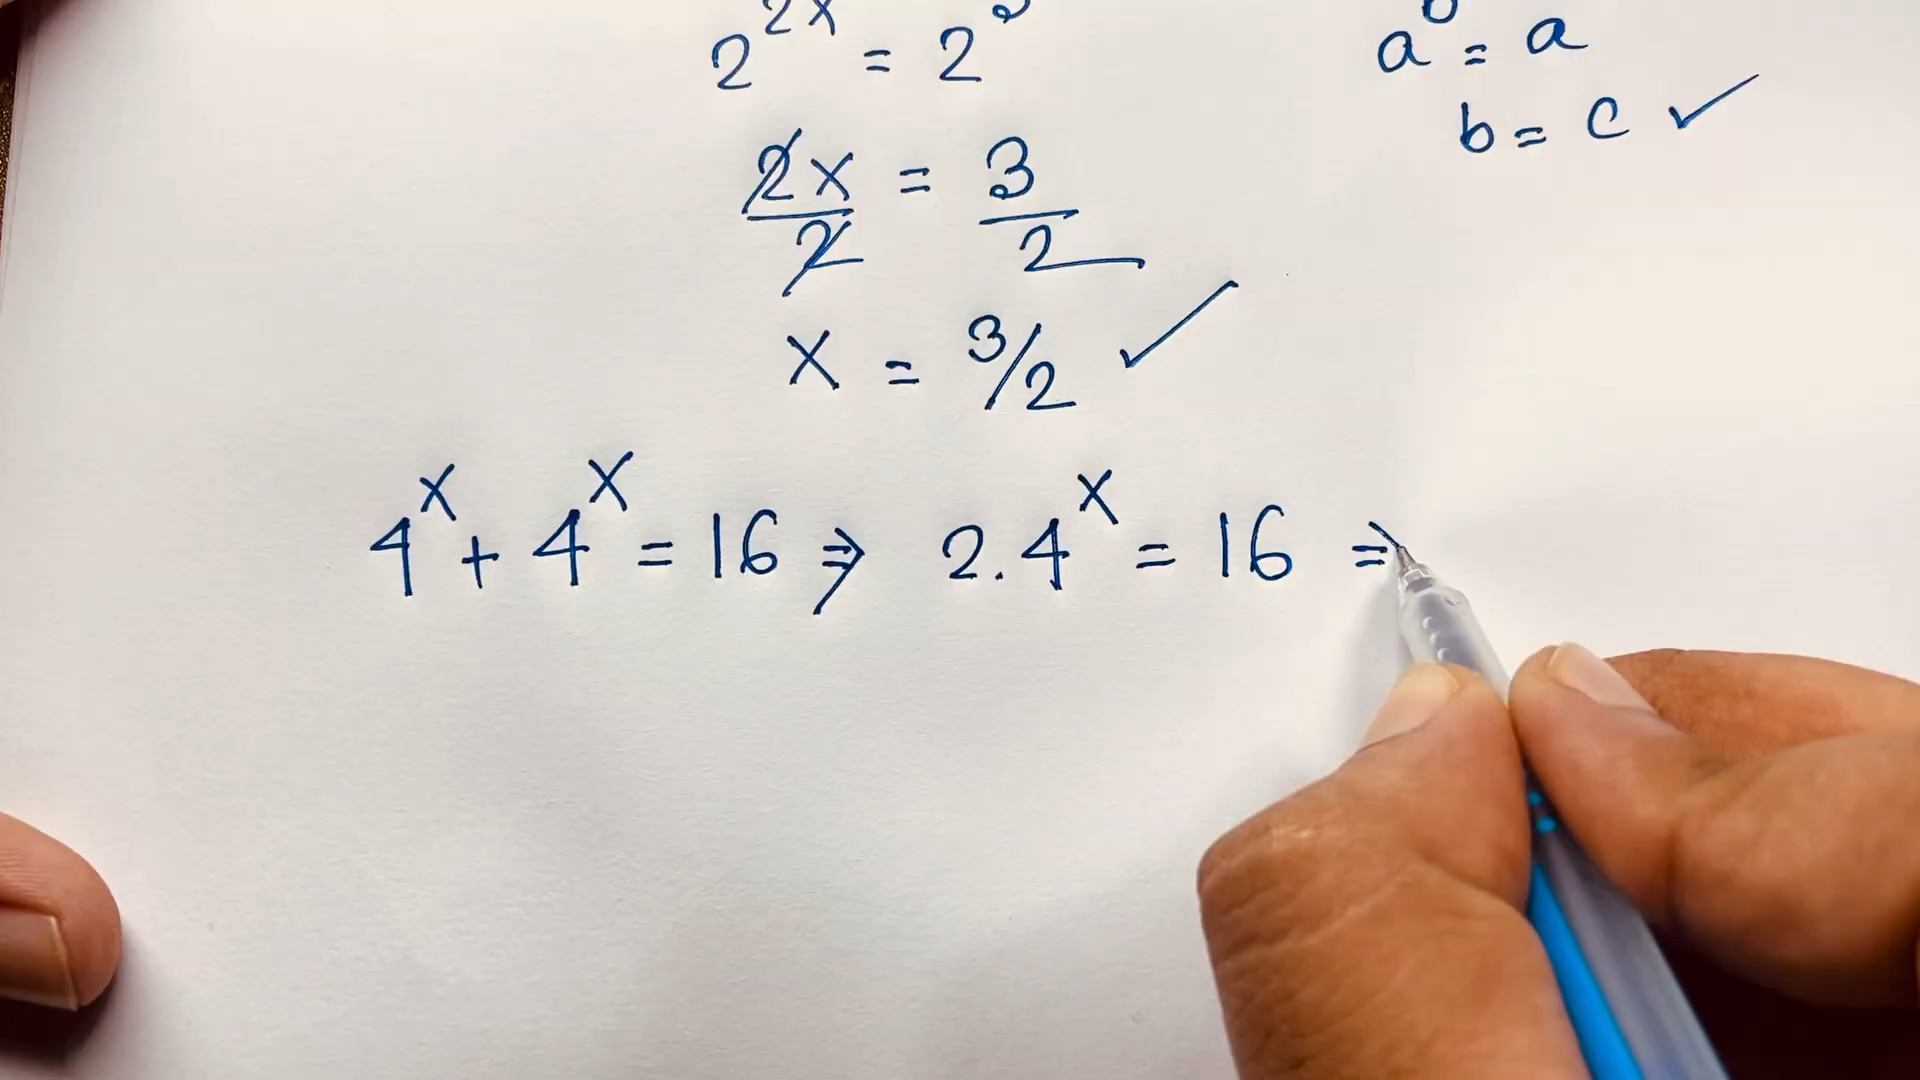 2^2x = 2^3
a^b = a
2x/2 = 3/2
b = c ✓
x = 3/2 ✓
4^x + 4^x = 16 ⇒ 2.4^x = 16 ⇒